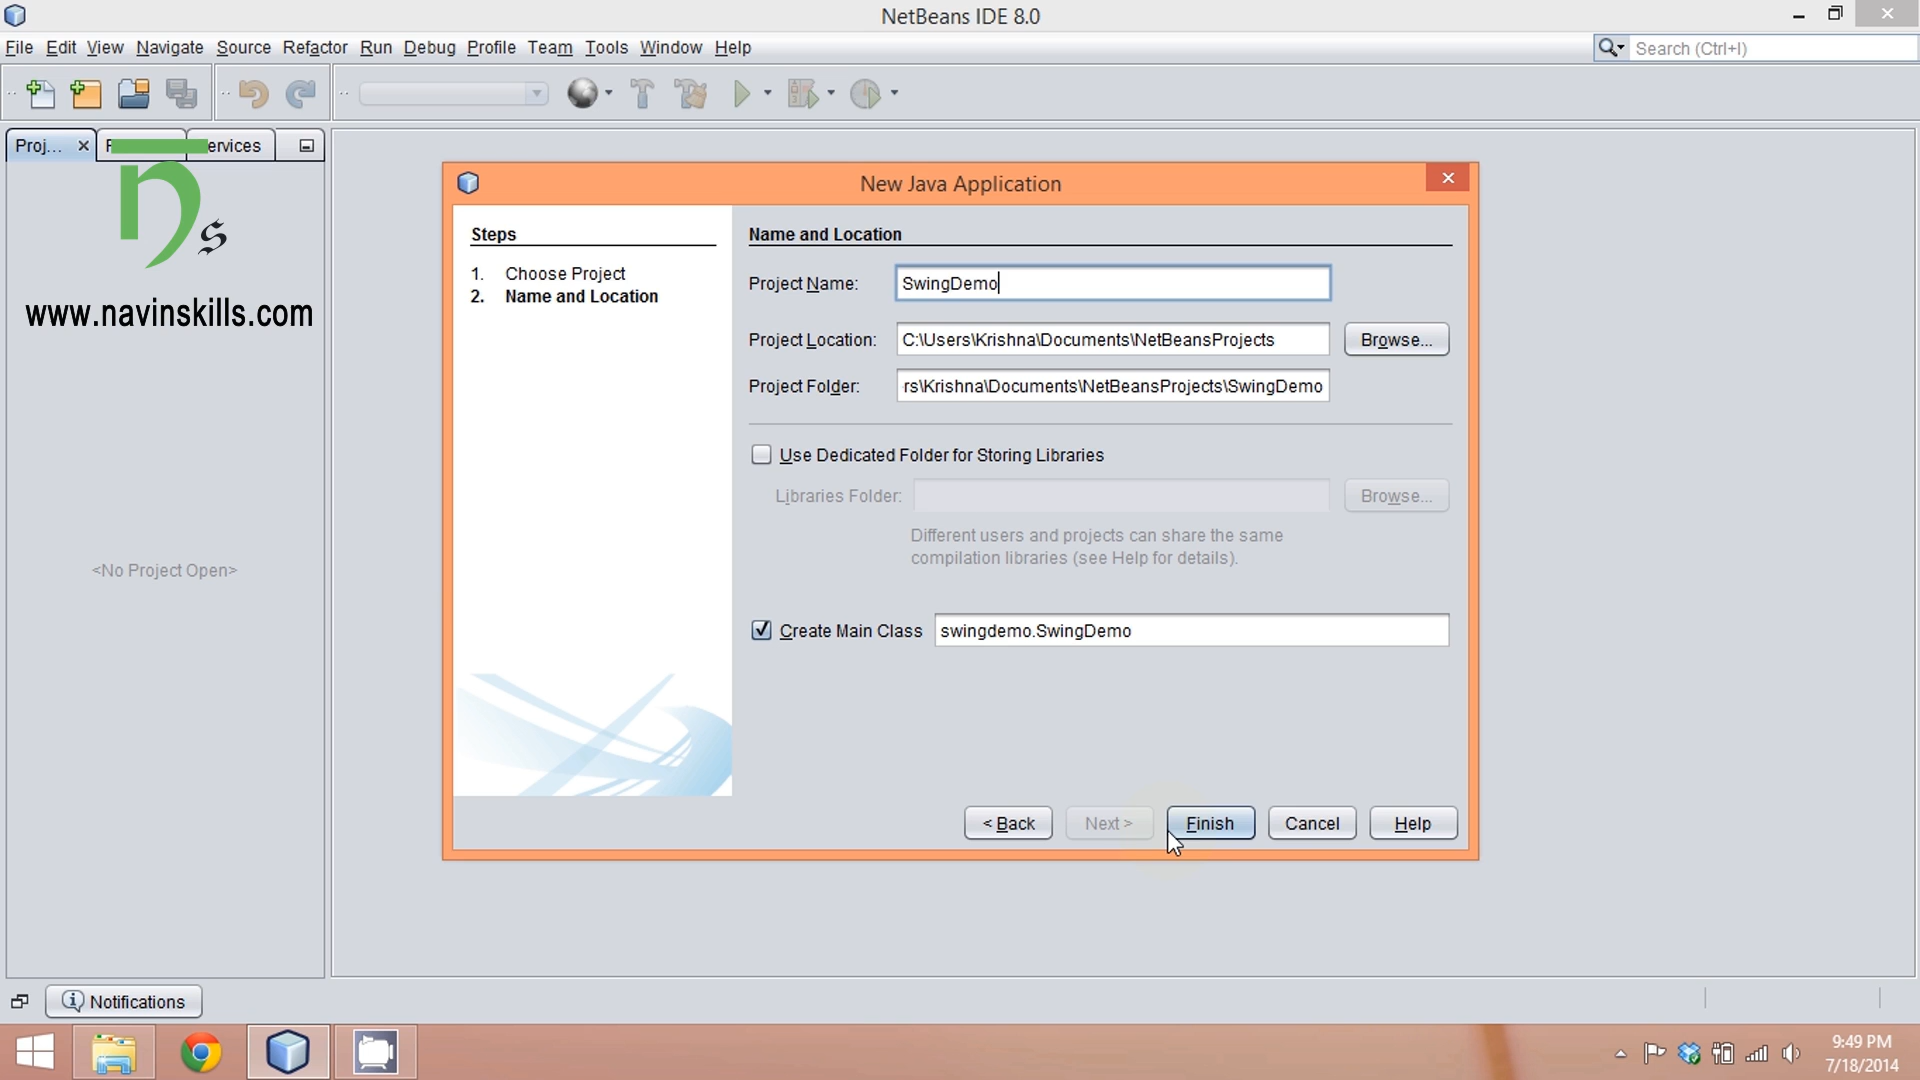 NetBeans IDE 8.0
File Edit View Navigate Source Refactor Run Debug Profile Team Tools Window Help
Search (Ctrl+I)
Proj... ervices
n s
www.navinskills.com
<No Project Open>
New Java Application
Steps
1. Choose Project
2. Name and Location
Name and Location
Project Name: SwingDemo
Project Location: C:\Users\Krishna\Documents\NetBeansProjects Browse...
Project Folder: rs\Krishna\Documents\NetBeansProjects\SwingDemo
Use Dedicated Folder for Storing Libraries
Libraries Folder: Browse...
Different users and projects can share the same
compilation libraries (see Help for details).
Create Main Class swingdemo.SwingDemo
< Back Next > Finish Cancel Help
Notifications
9:49 PM
7/18/2014